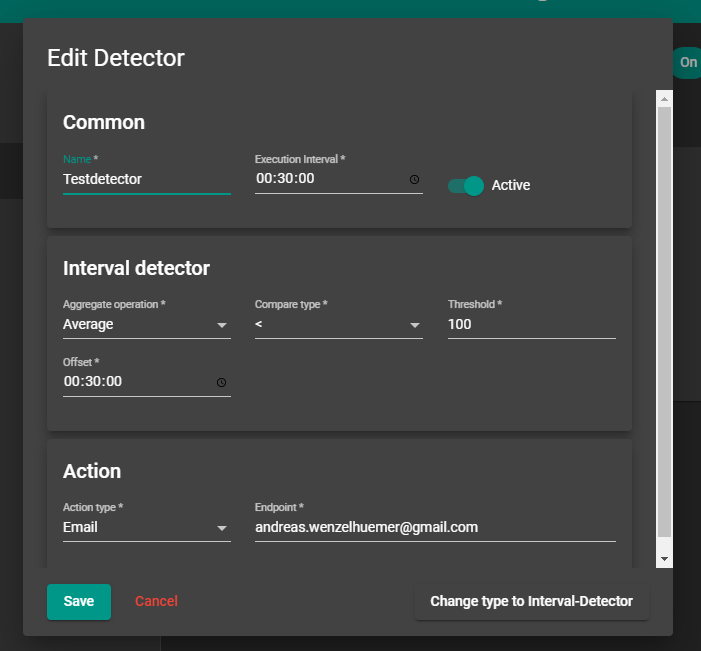 On
Edit Detector
Common
Name *
Execution Interval *
Testdetector
00:30:00
Active
Interval detector
Aggregate operation *
Compare type *
Threshold *
Average
<
100
Offset *
00:30:00
Action
Action type *
Endpoint *
Email
andreas.wenzelhuemer@gmail.com
Save
Cancel
Change type to Interval-Detector